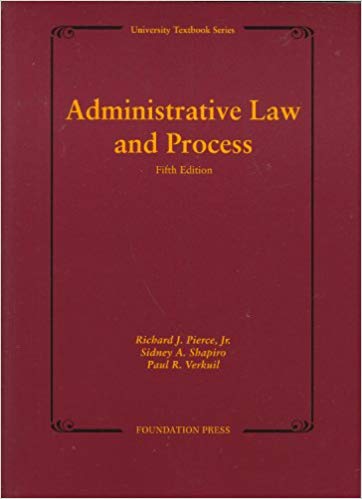 University Textbook Series
Administrative Law
and Process
Fifth Edition
Richard J. Pierce, Jr.
Sidney A. Shapiro
Paul R. Verkuil
FOUNDATION PRESS